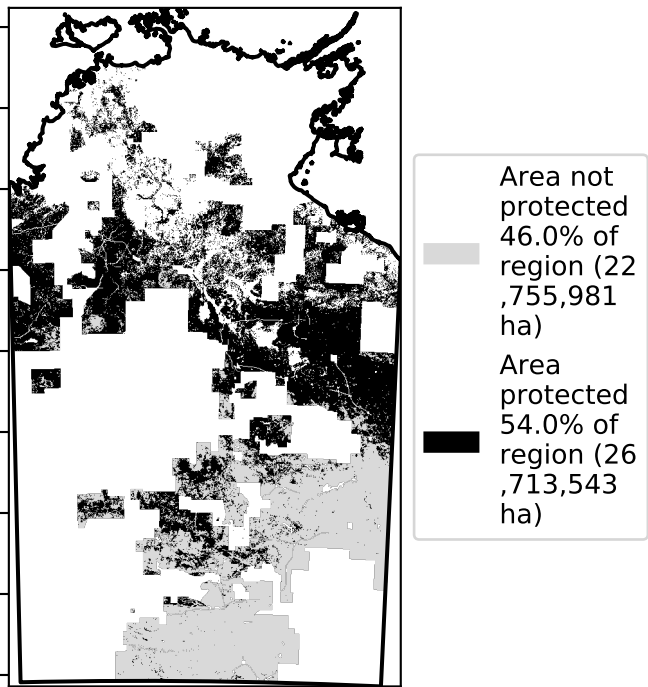 Area not
protected
46.0% of
region (22
,755,981
ha)
Area
protected
54.0% of
region (26
,713,543
ha)